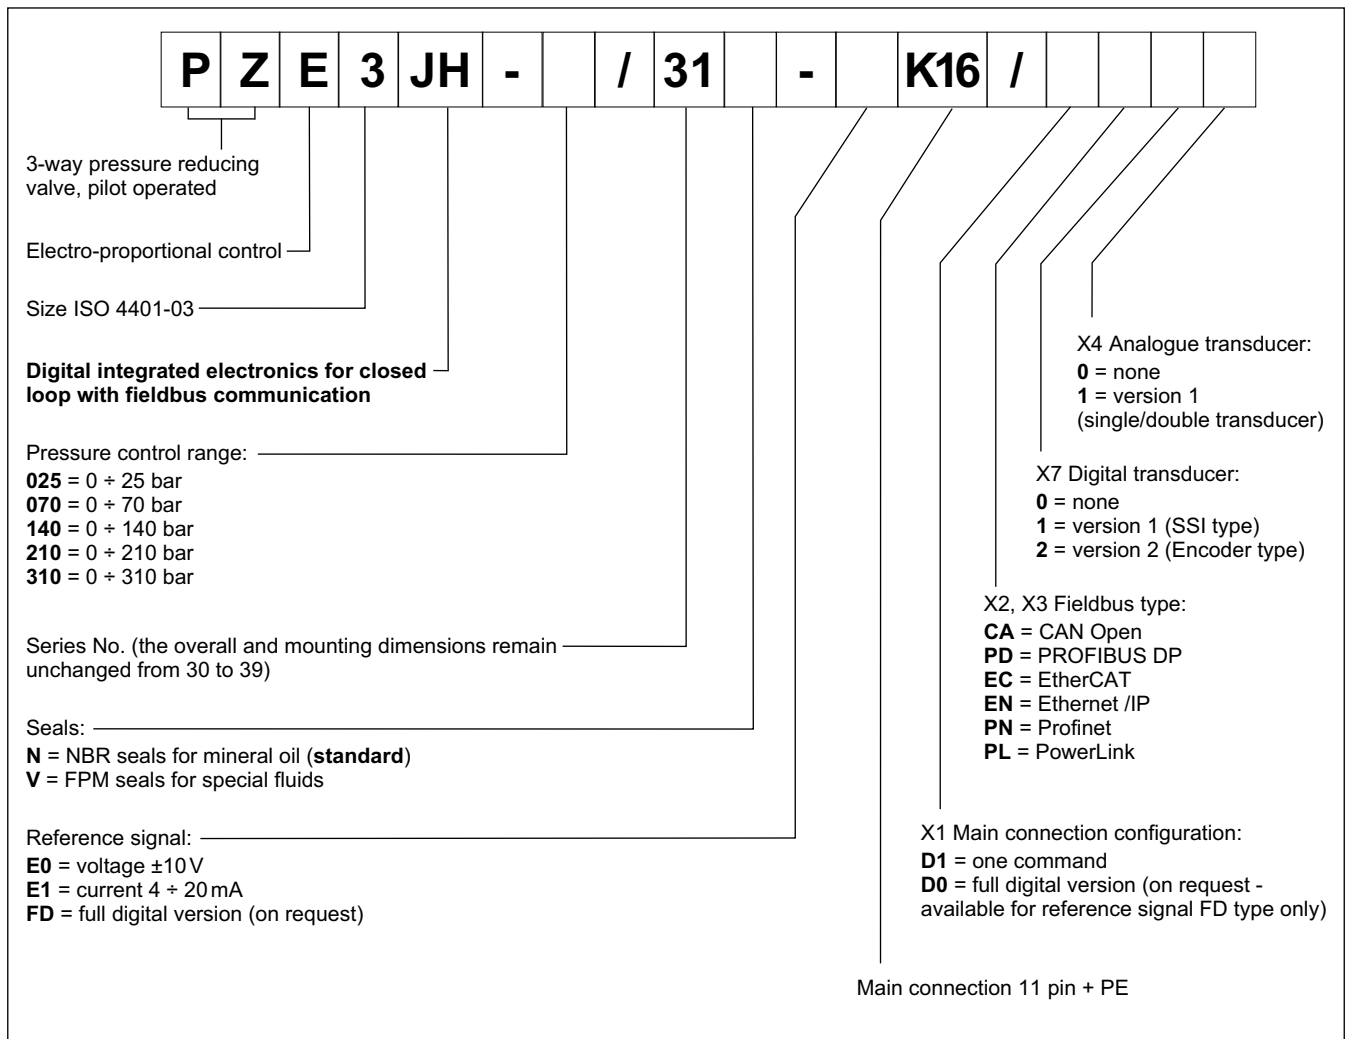 P Z E 3 JH - / 31 - K16 /
3-way pressure reducing
valve, pilot operated
Electro-proportional control
Size ISO 4401-03
Digital integrated electronics for closed
loop with fieldbus communication
Pressure control range:
025 = 0 ÷ 25 bar
070 = 0 ÷ 70 bar
140 = 0 ÷ 140 bar
210 = 0 ÷ 210 bar
310 = 0 ÷ 310 bar
Series No. (the overall and mounting dimensions remain
unchanged from 30 to 39)
Seals:
N = NBR seals for mineral oil (standard)
V = FPM seals for special fluids
Reference signal:
E0 = voltage ±10 V
E1 = current 4 ÷ 20 mA
FD = full digital version (on request)
X4 Analogue transducer:
0 = none
1 = version 1
(single/double transducer)
X7 Digital transducer:
0 = none
1 = version 1 (SSI type)
2 = version 2 (Encoder type)
X2, X3 Fieldbus type:
CA = CAN Open
PD = PROFIBUS DP
EC = EtherCAT
EN = Ethernet /IP
PN = Profinet
PL = PowerLink
X1 Main connection configuration:
D1 = one command
D0 = full digital version (on request -
available for reference signal FD type only)
Main connection 11 pin + PE